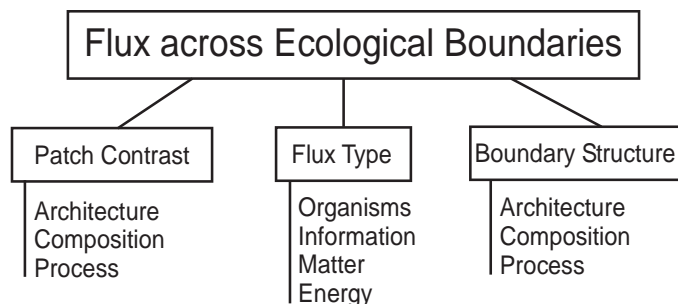 Flux across Ecological Boundaries
Patch Contrast
Architecture
Composition
Process
Flux Type
Organisms
Information
Matter
Energy
Boundary Structure
Architecture
Composition
Process